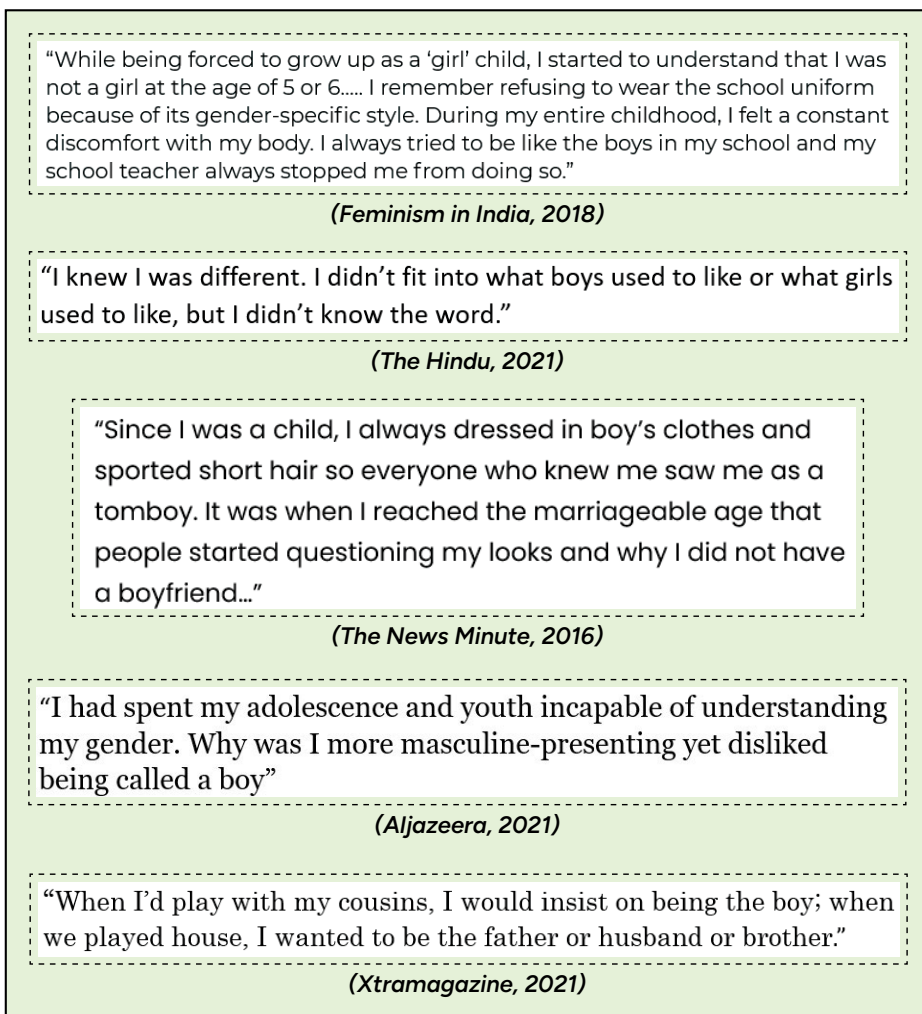 “While being forced to grow up as a ‘girl’ child, I started to understand that I was
not a girl at the age of 5 or 6..... I remember refusing to wear the school uniform
because of its gender-specific style. During my entire childhood, I felt a constant
discomfort with my body. I always tried to be like the boys in my school and my
school teacher always stopped me from doing so.”
(Feminism in India, 2018)
“I knew I was different. I didn’t fit into what boys used to like or what girls
used to like, but I didn’t know the word.”
(The Hindu, 2021)
“Since I was a child, I always dressed in boy’s clothes and
sported short hair so everyone who knew me saw me as a
tomboy. It was when I reached the marriageable age that
people started questioning my looks and why I did not have
a boyfriend...”
(The News Minute, 2016)
“I had spent my adolescence and youth incapable of understanding
my gender. Why was I more masculine-presenting yet disliked
being called a boy”
(Aljazeera, 2021)
“When I’d play with my cousins, I would insist on being the boy; when
we played house, I wanted to be the father or husband or brother.”
(Xtramagazine, 2021)